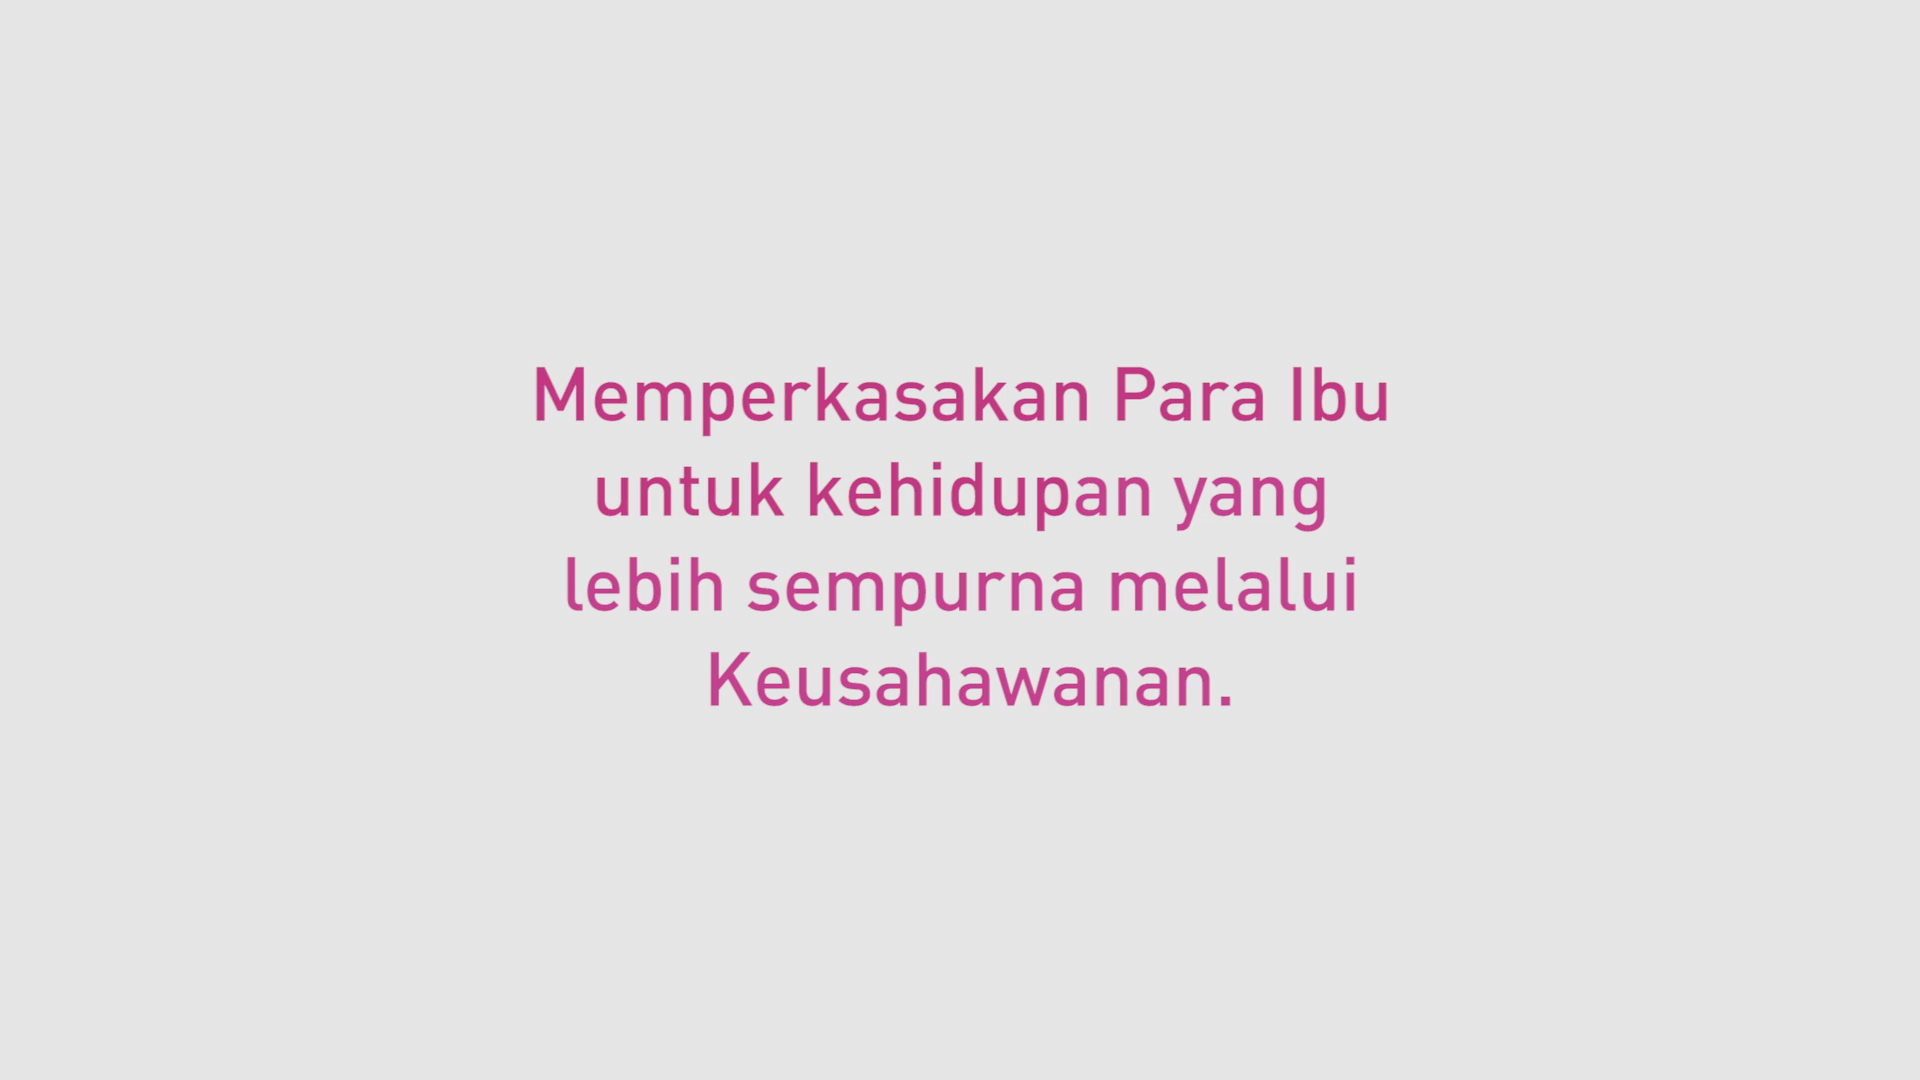 Memperkasakan Para Ibu
untuk kehidupan yang
lebih sempurna melalui
Keusahawanan.